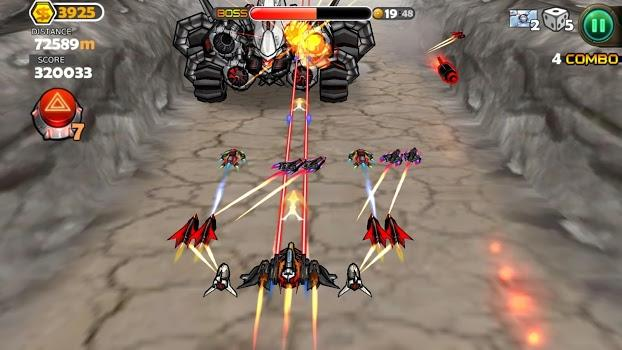 3925
BOSS
19:48
2
5
DISTANCE
72589m
SCORE
320033
4 COMBO
7